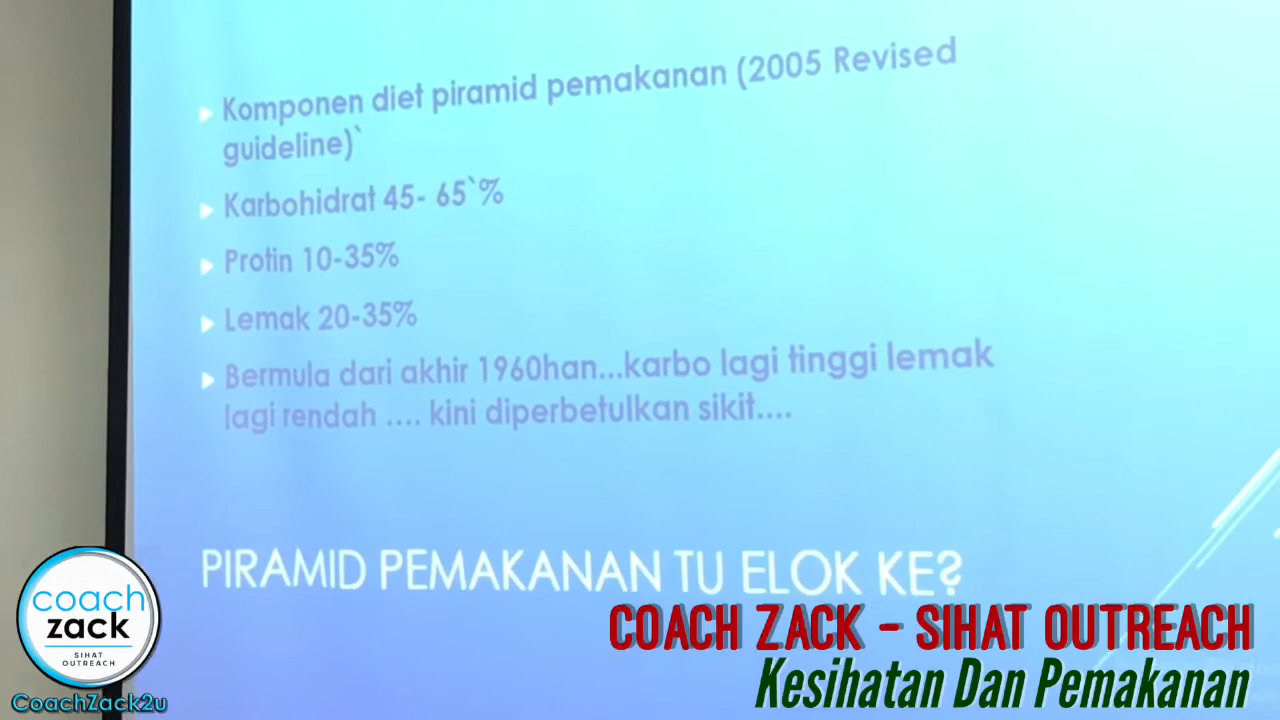 Komponen diet piramid pemakanan (2005 Revised
guideline)`
Karbohidrat 45- 65`%
Protin 10-35%
Lemak 20-35%
Bermula dari akhir 1960han...karbo lagi tinggi lemak
lagi rendah .... kini diperbetulkan sikit....
PIRAMID PEMAKANAN TU ELOK KE?
COACH ZACK - SIHAT OUTREACH
Kesihatan Dan Pemakanan
coach
zack
SIHAT
OUTREACH
CoachZack2u